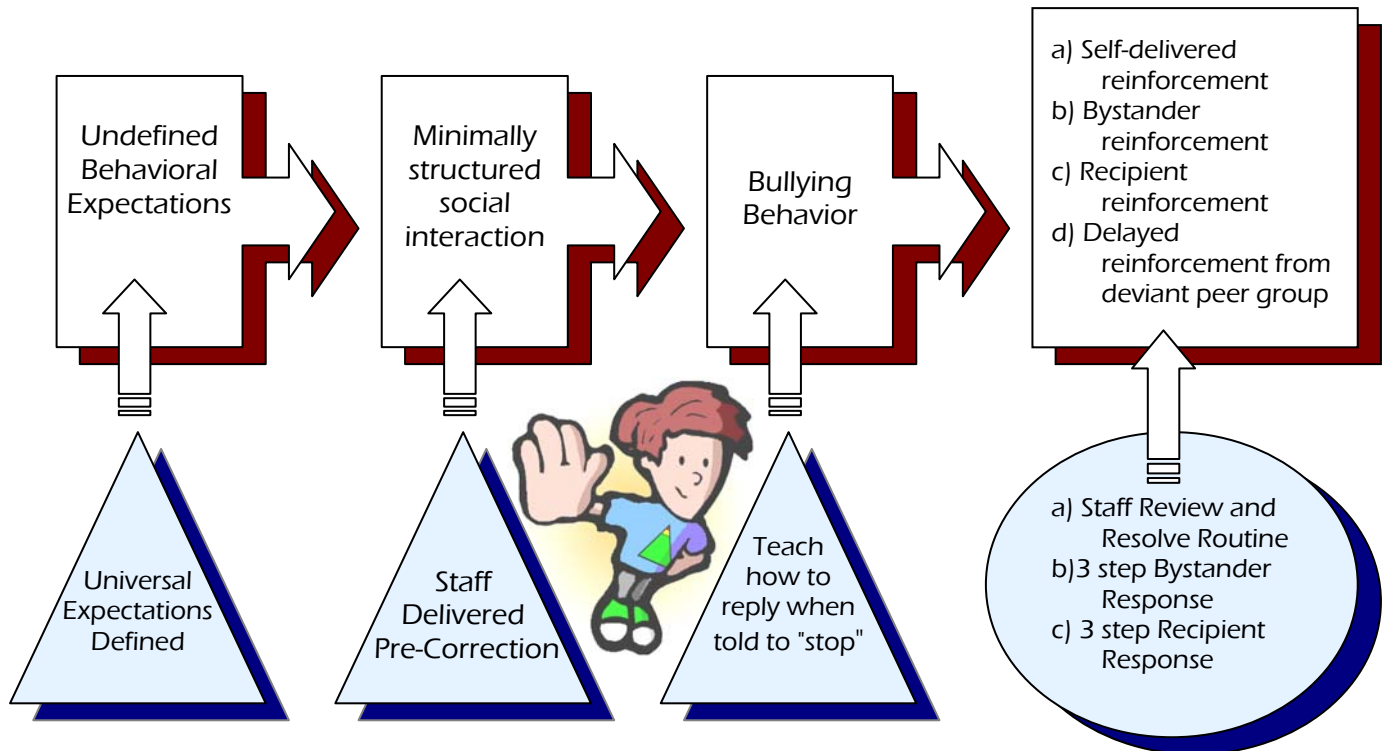 Undefined
Behavioral
Expectations
Minimally
structured
social
interaction
Bullying
Behavior
a) Self-delivered
reinforcement
b) Bystander
reinforcement
c) Recipient
reinforcement
d) Delayed
reinforcement from
deviant peer group
Universal
Expectations
Defined
Staff
Delivered
Pre-Correction
Teach
how to
reply when
told to "stop"
a) Staff Review and
Resolve Routine
b)3 step Bystander
Response
c) 3 step Recipient
Response